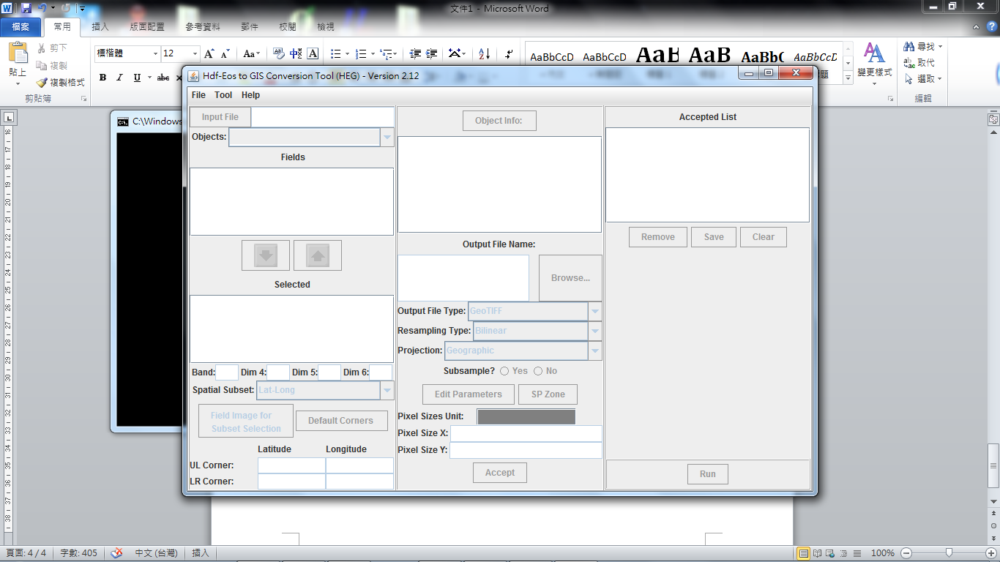 文件1 - Microsoft Word
檔案 常用 插入 版面配置 參考資料 郵件 校閱 檢視
貼上
剪下
複製
複製格式
剪貼簿
標楷體 12
B I U abc
AaBbCcD AaBbCcD AaB AaB AaBbC AaBbCcD
變更樣式
尋找
取代
選取
編輯
C:\Windows
Hdf-Eos to GIS Conversion Tool (HEG) - Version 2.12
File Tool Help
Input File
Objects:
Fields
Selected
Band: Dim 4: Dim 5: Dim 6:
Spatial Subset: Lat-Long
Field Image for
Subset Selection
Default Corners
Latitude Longitude
UL Corner:
LR Corner:
Object Info:
Output File Name:
Browse...
Output File Type: GeoTIFF
Resampling Type: Bilinear
Projection: Geographic
Subsample? Yes No
Edit Parameters SP Zone
Pixel Sizes Unit:
Pixel Size X:
Pixel Size Y:
Accept
Accepted List
Remove Save Clear
Run
頁面: 4 / 4 字數: 405 中文 (台灣) 插入 100%